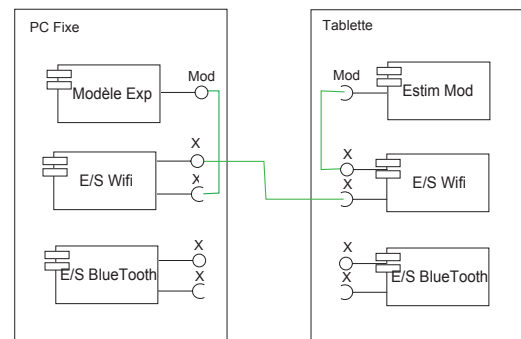 PC Fixe
Mod
Modèle Exp
X
E/S Wifi
X
X
E/S BlueTooth
X
Tablette
Mod
Estim Mod
X
E/S Wifi
X
X
E/S BlueTooth
X